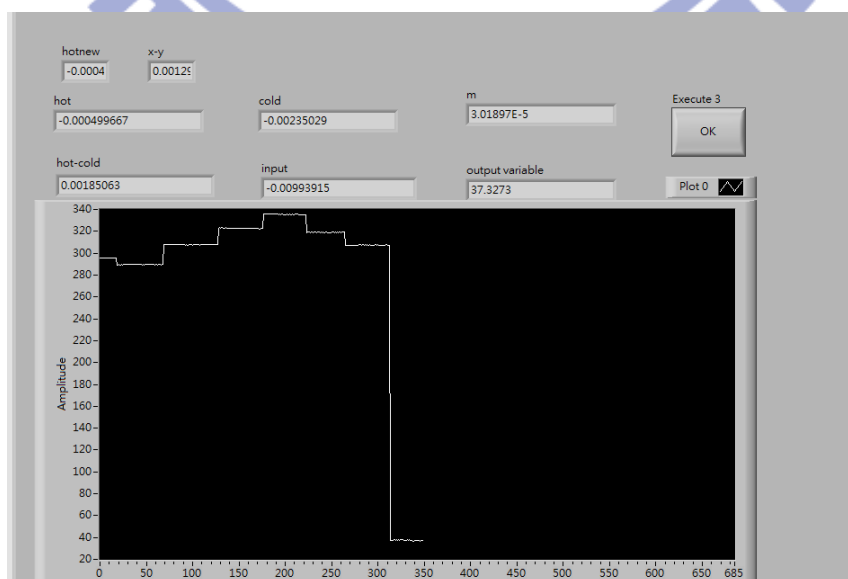 hotnew x-y
-0.0004 0.00129
hot cold m Execute 3
-0.000499667 -0.00235029 3.01897E-5 OK
hot-cold input output variable
0.00185063 -0.00993915 37.3273 Plot 0
340
320
300
280
260
240
220
200
180
160
140
120
100
80
60
40
20
Amplitude
0 50 100 150 200 250 300 350 400 450 500 550 600 650 685